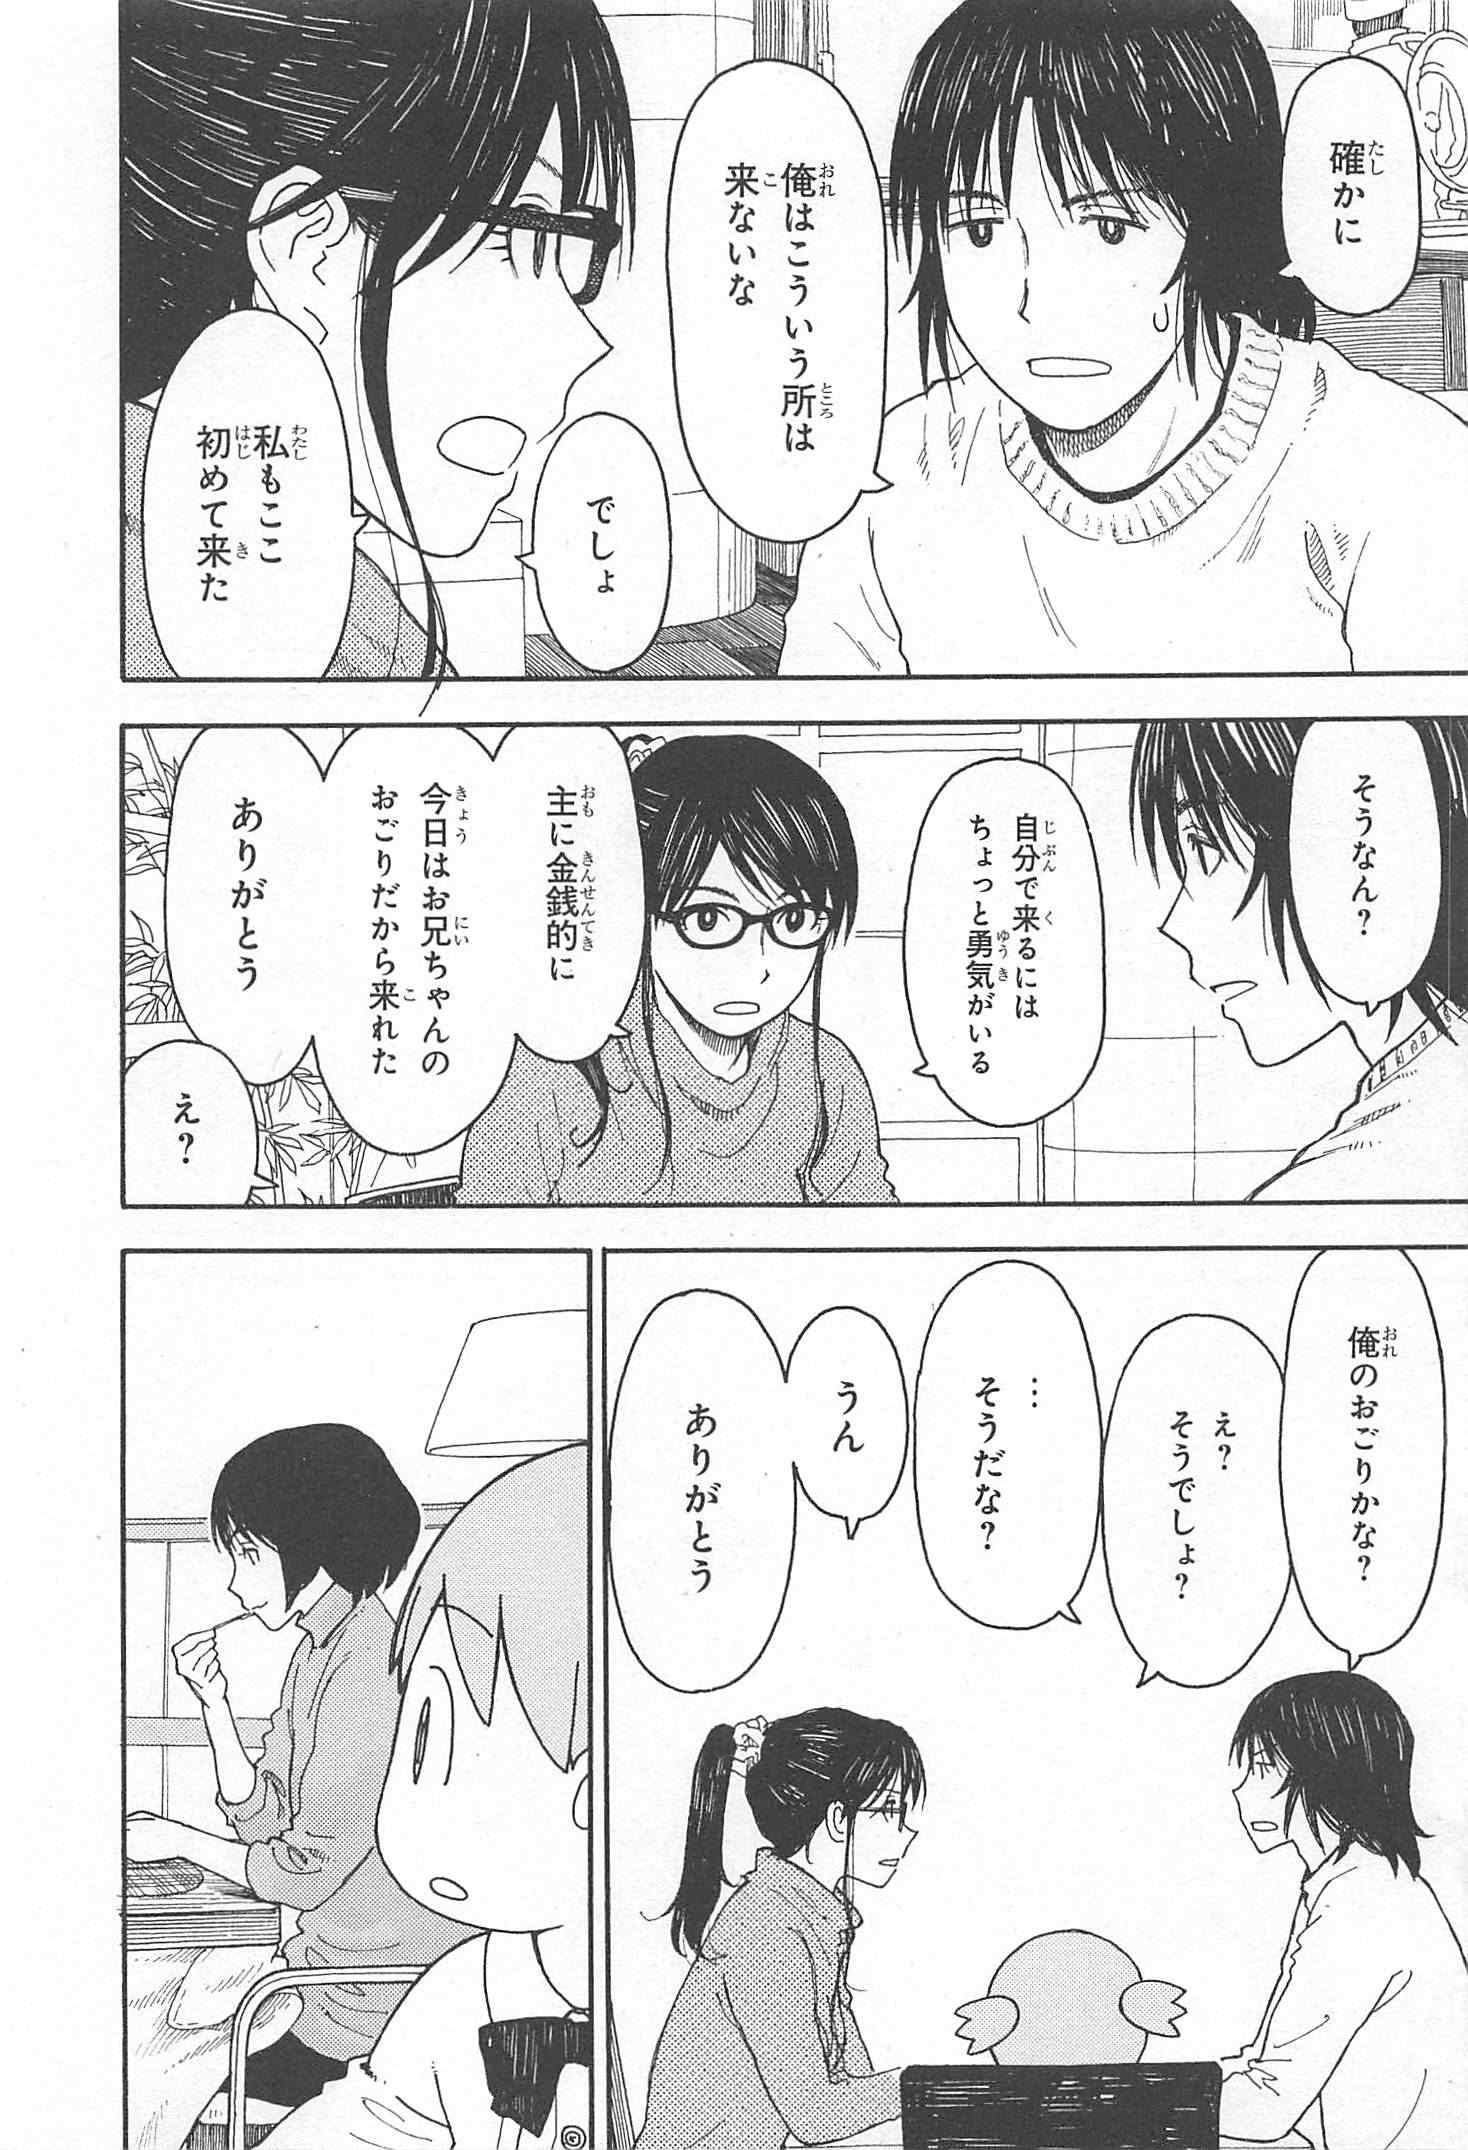 確かに
俺はこういう所は
来ないな
でしょ
私もここ
初めて来た
そうなん？
自分で来るには
ちょっと勇気がいる
主に金銭的に
今日はお兄ちゃんの
おごりだから来れた
ありがとう
え？
俺のおごりかな？
え？
そうでしょ？
…
そうだな？
うん
ありがとう